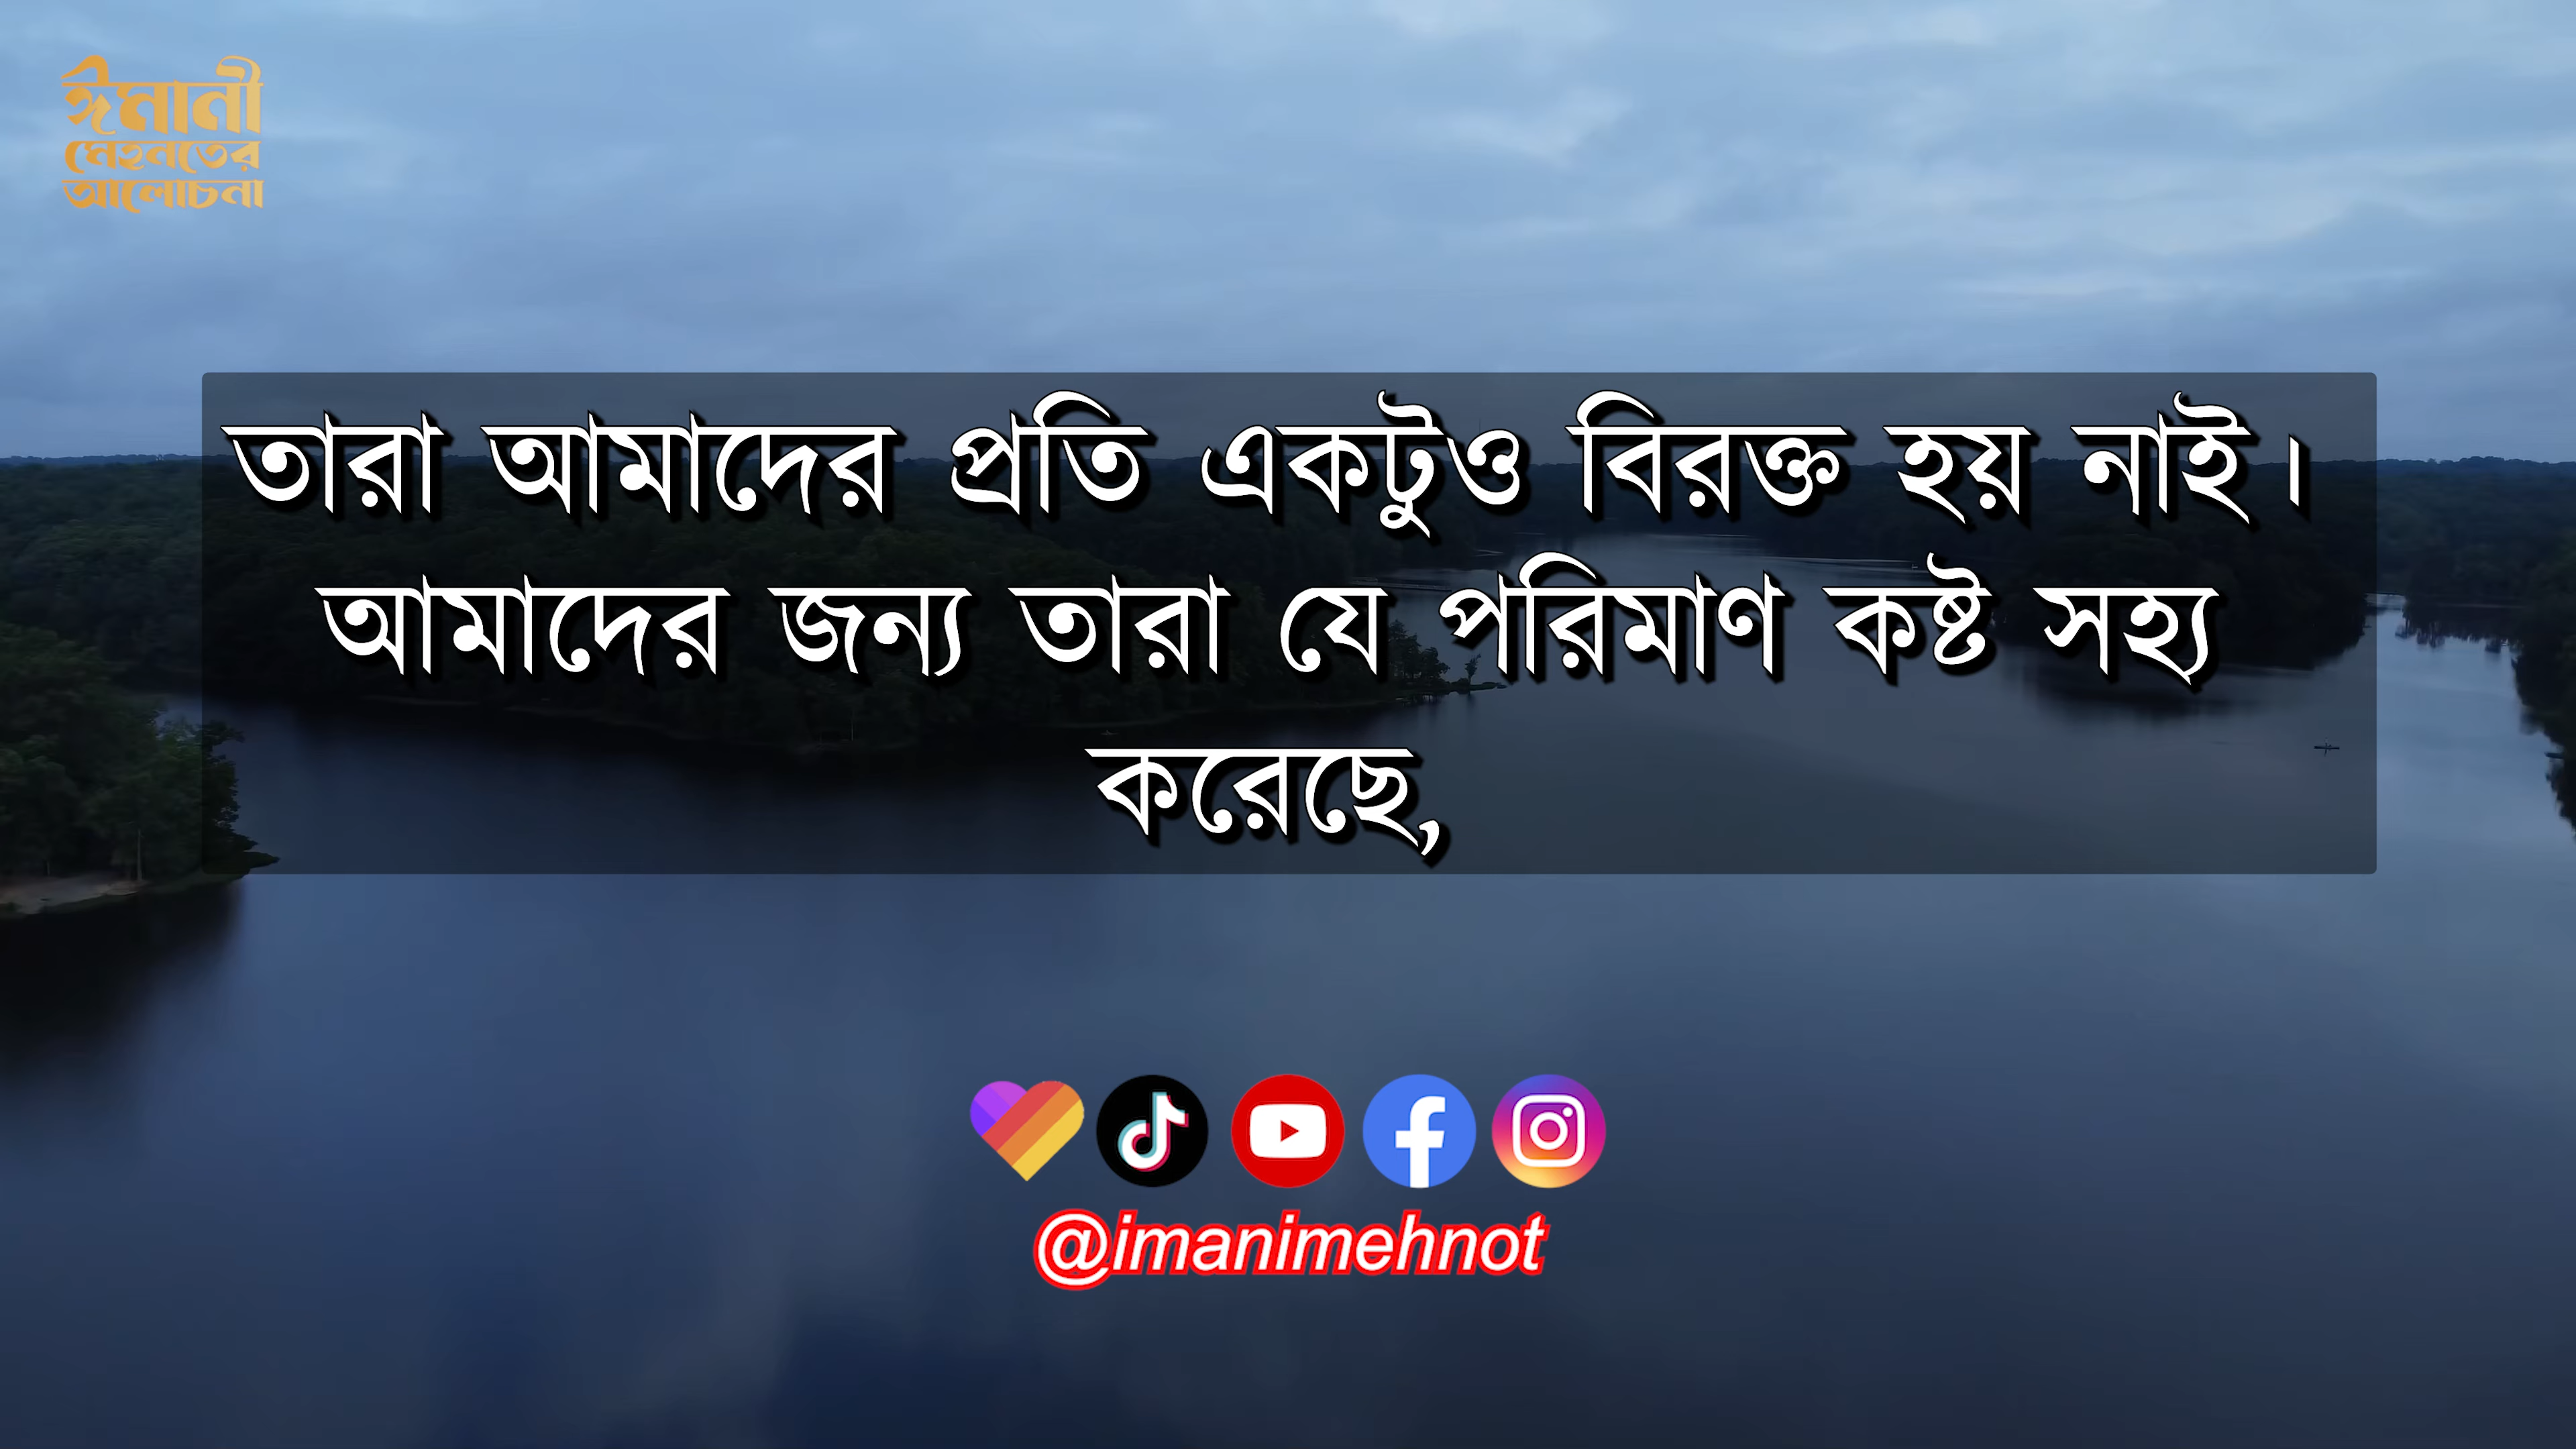 ঈমানী
মেহনতের
আলোচনা
তারা আমাদের প্রতি একটুও বিরক্ত হয় নাই।
আমাদের জন্য তারা যে পরিমাণ কষ্ট সহ্য
করেছে,
@imanimehnot